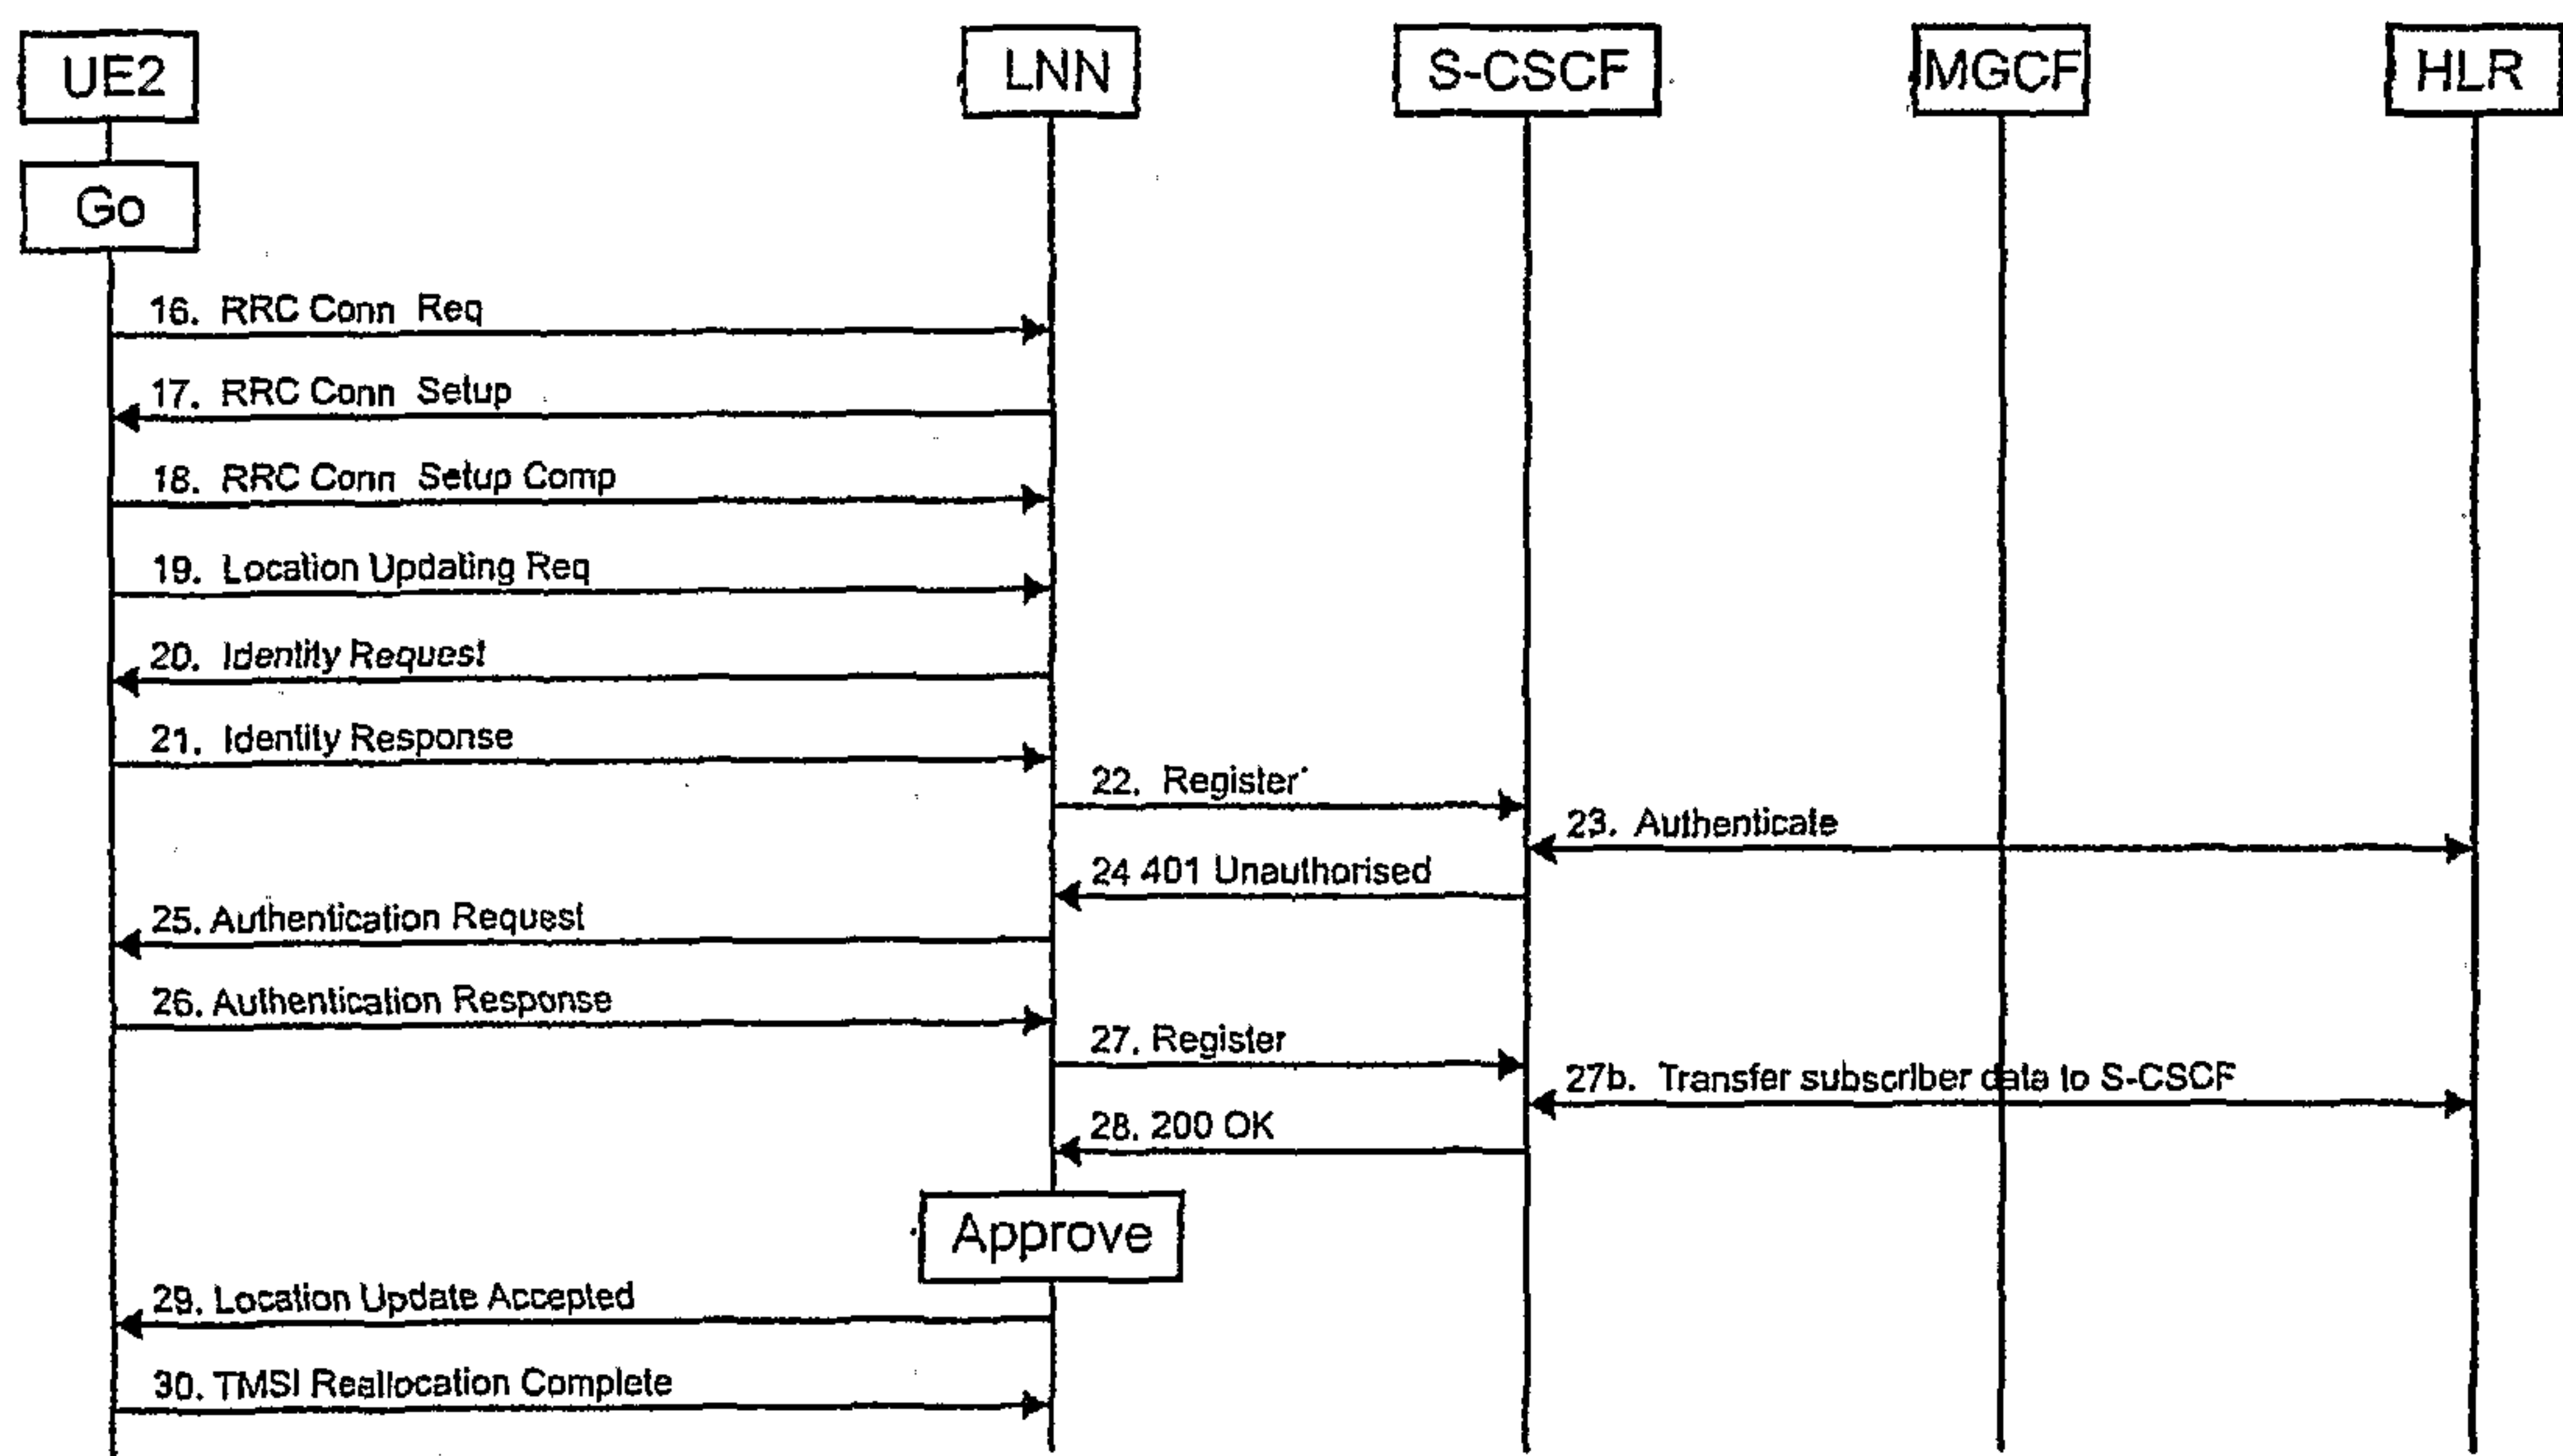 UE2
LNN
S-CSCF
MGCF
HLR
Go
16. RRC Conn Req
17. RRC Conn Setup
18. RRC Conn Setup Comp
19. Location Updating Req
20. Identity Request
21. Identity Response
22. Register
23. Authenticate
24 401 Unauthorised
25. Authentication Request
26. Authentication Response
27. Register
27b. Transfer subscriber data to S-CSCF
28. 200 OK
Approve
29. Location Update Accepted
30. TMSI Reallocation Complete